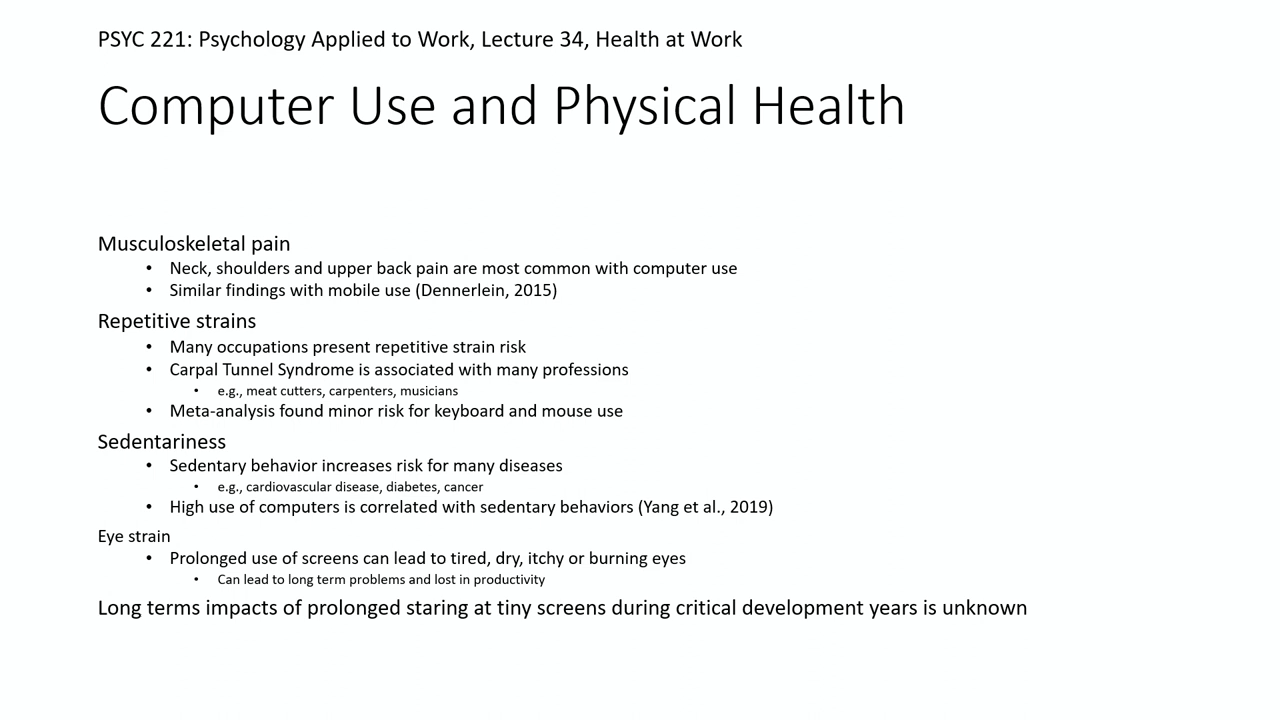 PSYC 221: Psychology Applied to Work, Lecture 34, Health at Work
Computer Use and Physical Health
Musculoskeletal pain
• Neck, shoulders and upper back pain are most common with computer use
• Similar findings with mobile use (Dennerlein, 2015)
Repetitive strains
• Many occupations present repetitive strain risk
• Carpal Tunnel Syndrome is associated with many professions
• e.g., meat cutters, carpenters, musicians
• Meta-analysis found minor risk for keyboard and mouse use
Sedentariness
• Sedentary behavior increases risk for many diseases
• e.g., cardiovascular disease, diabetes, cancer
• High use of computers is correlated with sedentary behaviors (Yang et al., 2019)
Eye strain
• Prolonged use of screens can lead to tired, dry, itchy or burning eyes
• Can lead to long term problems and lost in productivity
Long terms impacts of prolonged staring at tiny screens during critical development years is unknown